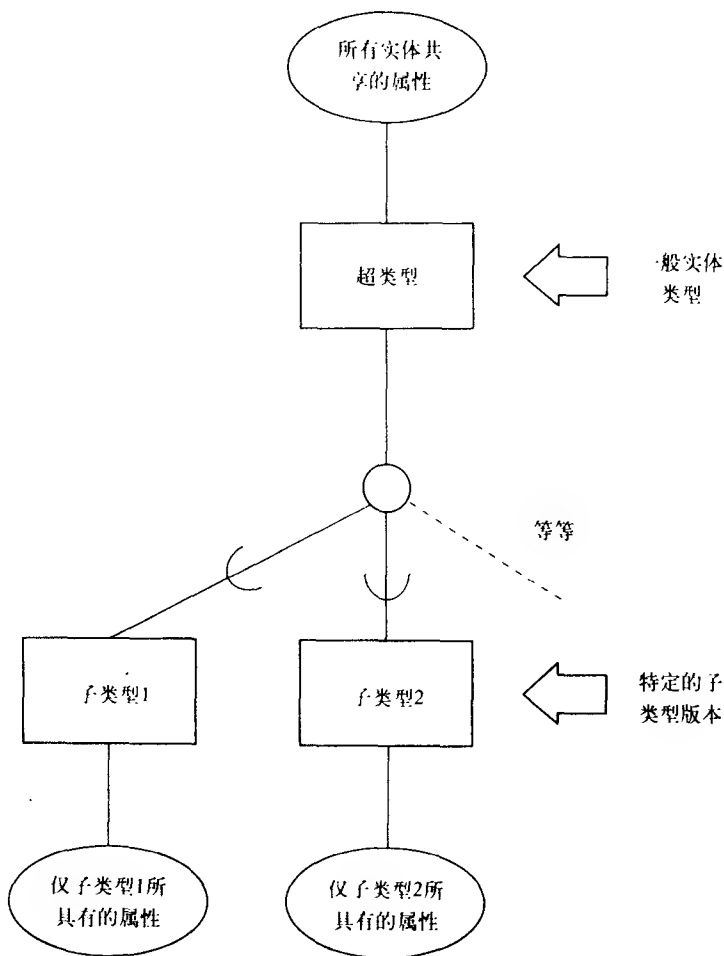 所有实体共
享的属性
超类型
一般实体
类型
等等
子类型1
子类型2
特定的子
类型版本
仅子类型1所
具有的属性
仅子类型2所
具有的属性